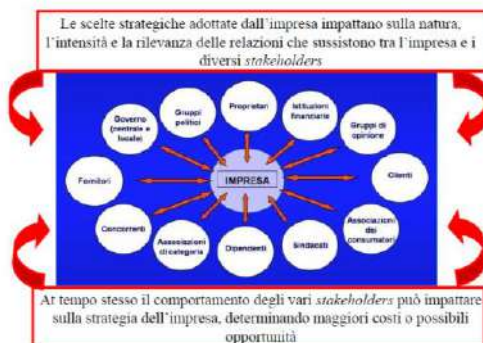 Le scelte strategiche adottate dall'impresa impattano sulla natura,
l'intensità e la rilevanza delle relazioni che sussistono tra l'impresa e i
diversi stakeholders
Governo
(centrale e
locale)
Gruppi
politici
Proprietari
Istituzioni
finanziarie
Gruppi di
opinione
Fornitori
IMPRESA
Clienti
Concorrenti
Associazioni
di categoria
Dipendenti
Sindacati
Associazioni
dei
consumatori
At tempo stesso il comportamento degli vari stakeholders può impattare
sulla strategia dell'impresa, determinando maggiori costi o possibili
opportunità